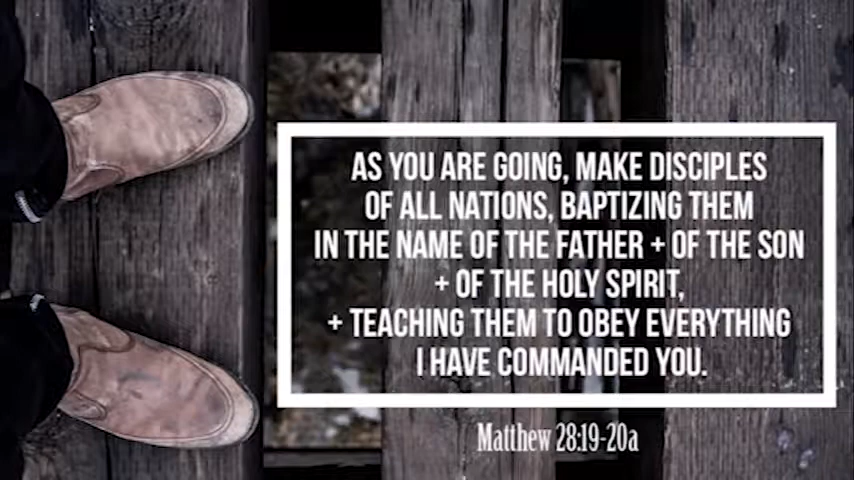 AS YOU ARE GOING, MAKE DISCIPLES
OF ALL NATIONS, BAPTIZING THEM
IN THE NAME OF THE FATHER + OF THE SON
+ OF THE HOLY SPIRIT,
+ TEACHING THEM TO OBEY EVERYTHING
I HAVE COMMANDED YOU.
Matthew 28:19-20a